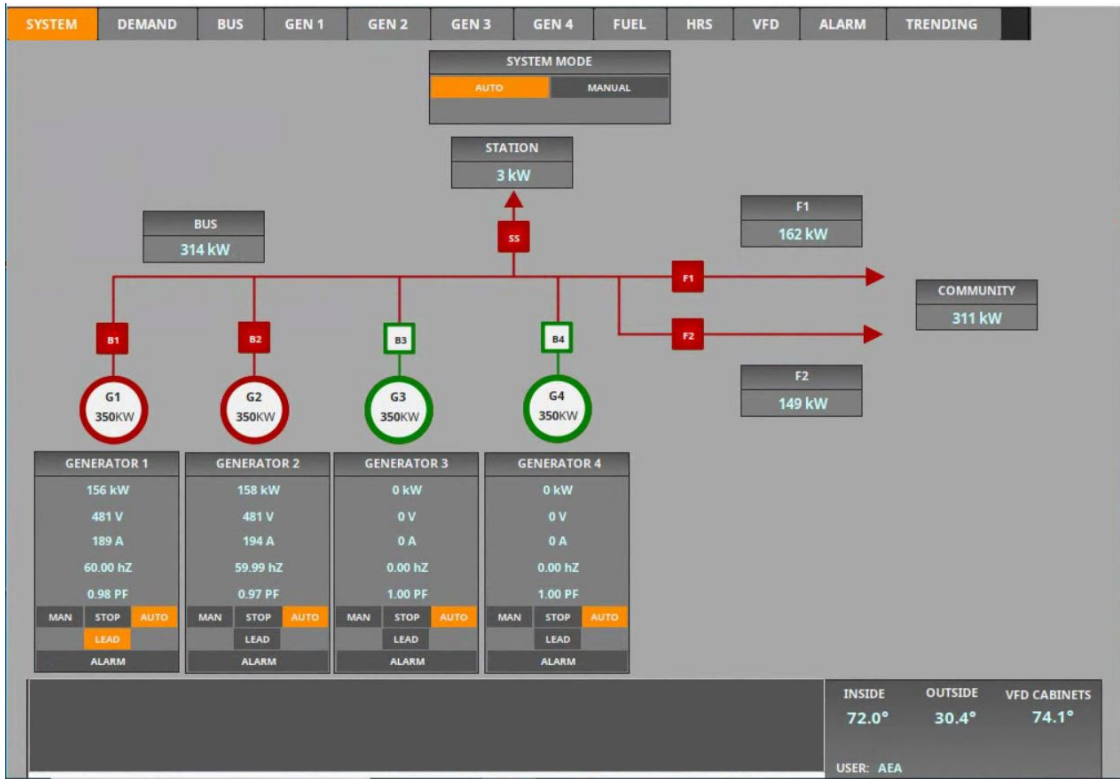 SYSTEM DEMAND BUS GEN 1 GEN 2 GEN 3 GEN 4 FUEL HRS VFD ALARM TRENDING
SYSTEM MODE
AUTO MANUAL
STATION
3 kW
SS
BUS
314 kW
F1
162 kW
F1
COMMUNITY
311 kW
F2
F2
149 kW
B1 B2 B3 B4
G1 G2 G3 G4
350KW 350KW 350KW 350KW
GENERATOR 1
156 kW
481 V
189 A
60.00 hZ
0.98 PF
MAN STOP AUTO
LEAD
ALARM
GENERATOR 2
158 kW
481 V
194 A
59.99 hZ
0.97 PF
MAN STOP AUTO
LEAD
ALARM
GENERATOR 3
0 kW
0 V
0 A
0.00 hZ
1.00 PF
MAN STOP AUTO
LEAD
ALARM
GENERATOR 4
0 kW
0 V
0 A
0.00 hZ
1.00 PF
MAN STOP AUTO
LEAD
ALARM
INSIDE OUTSIDE VFD CABINETS
72.0° 30.4° 74.1°
USER: AEA